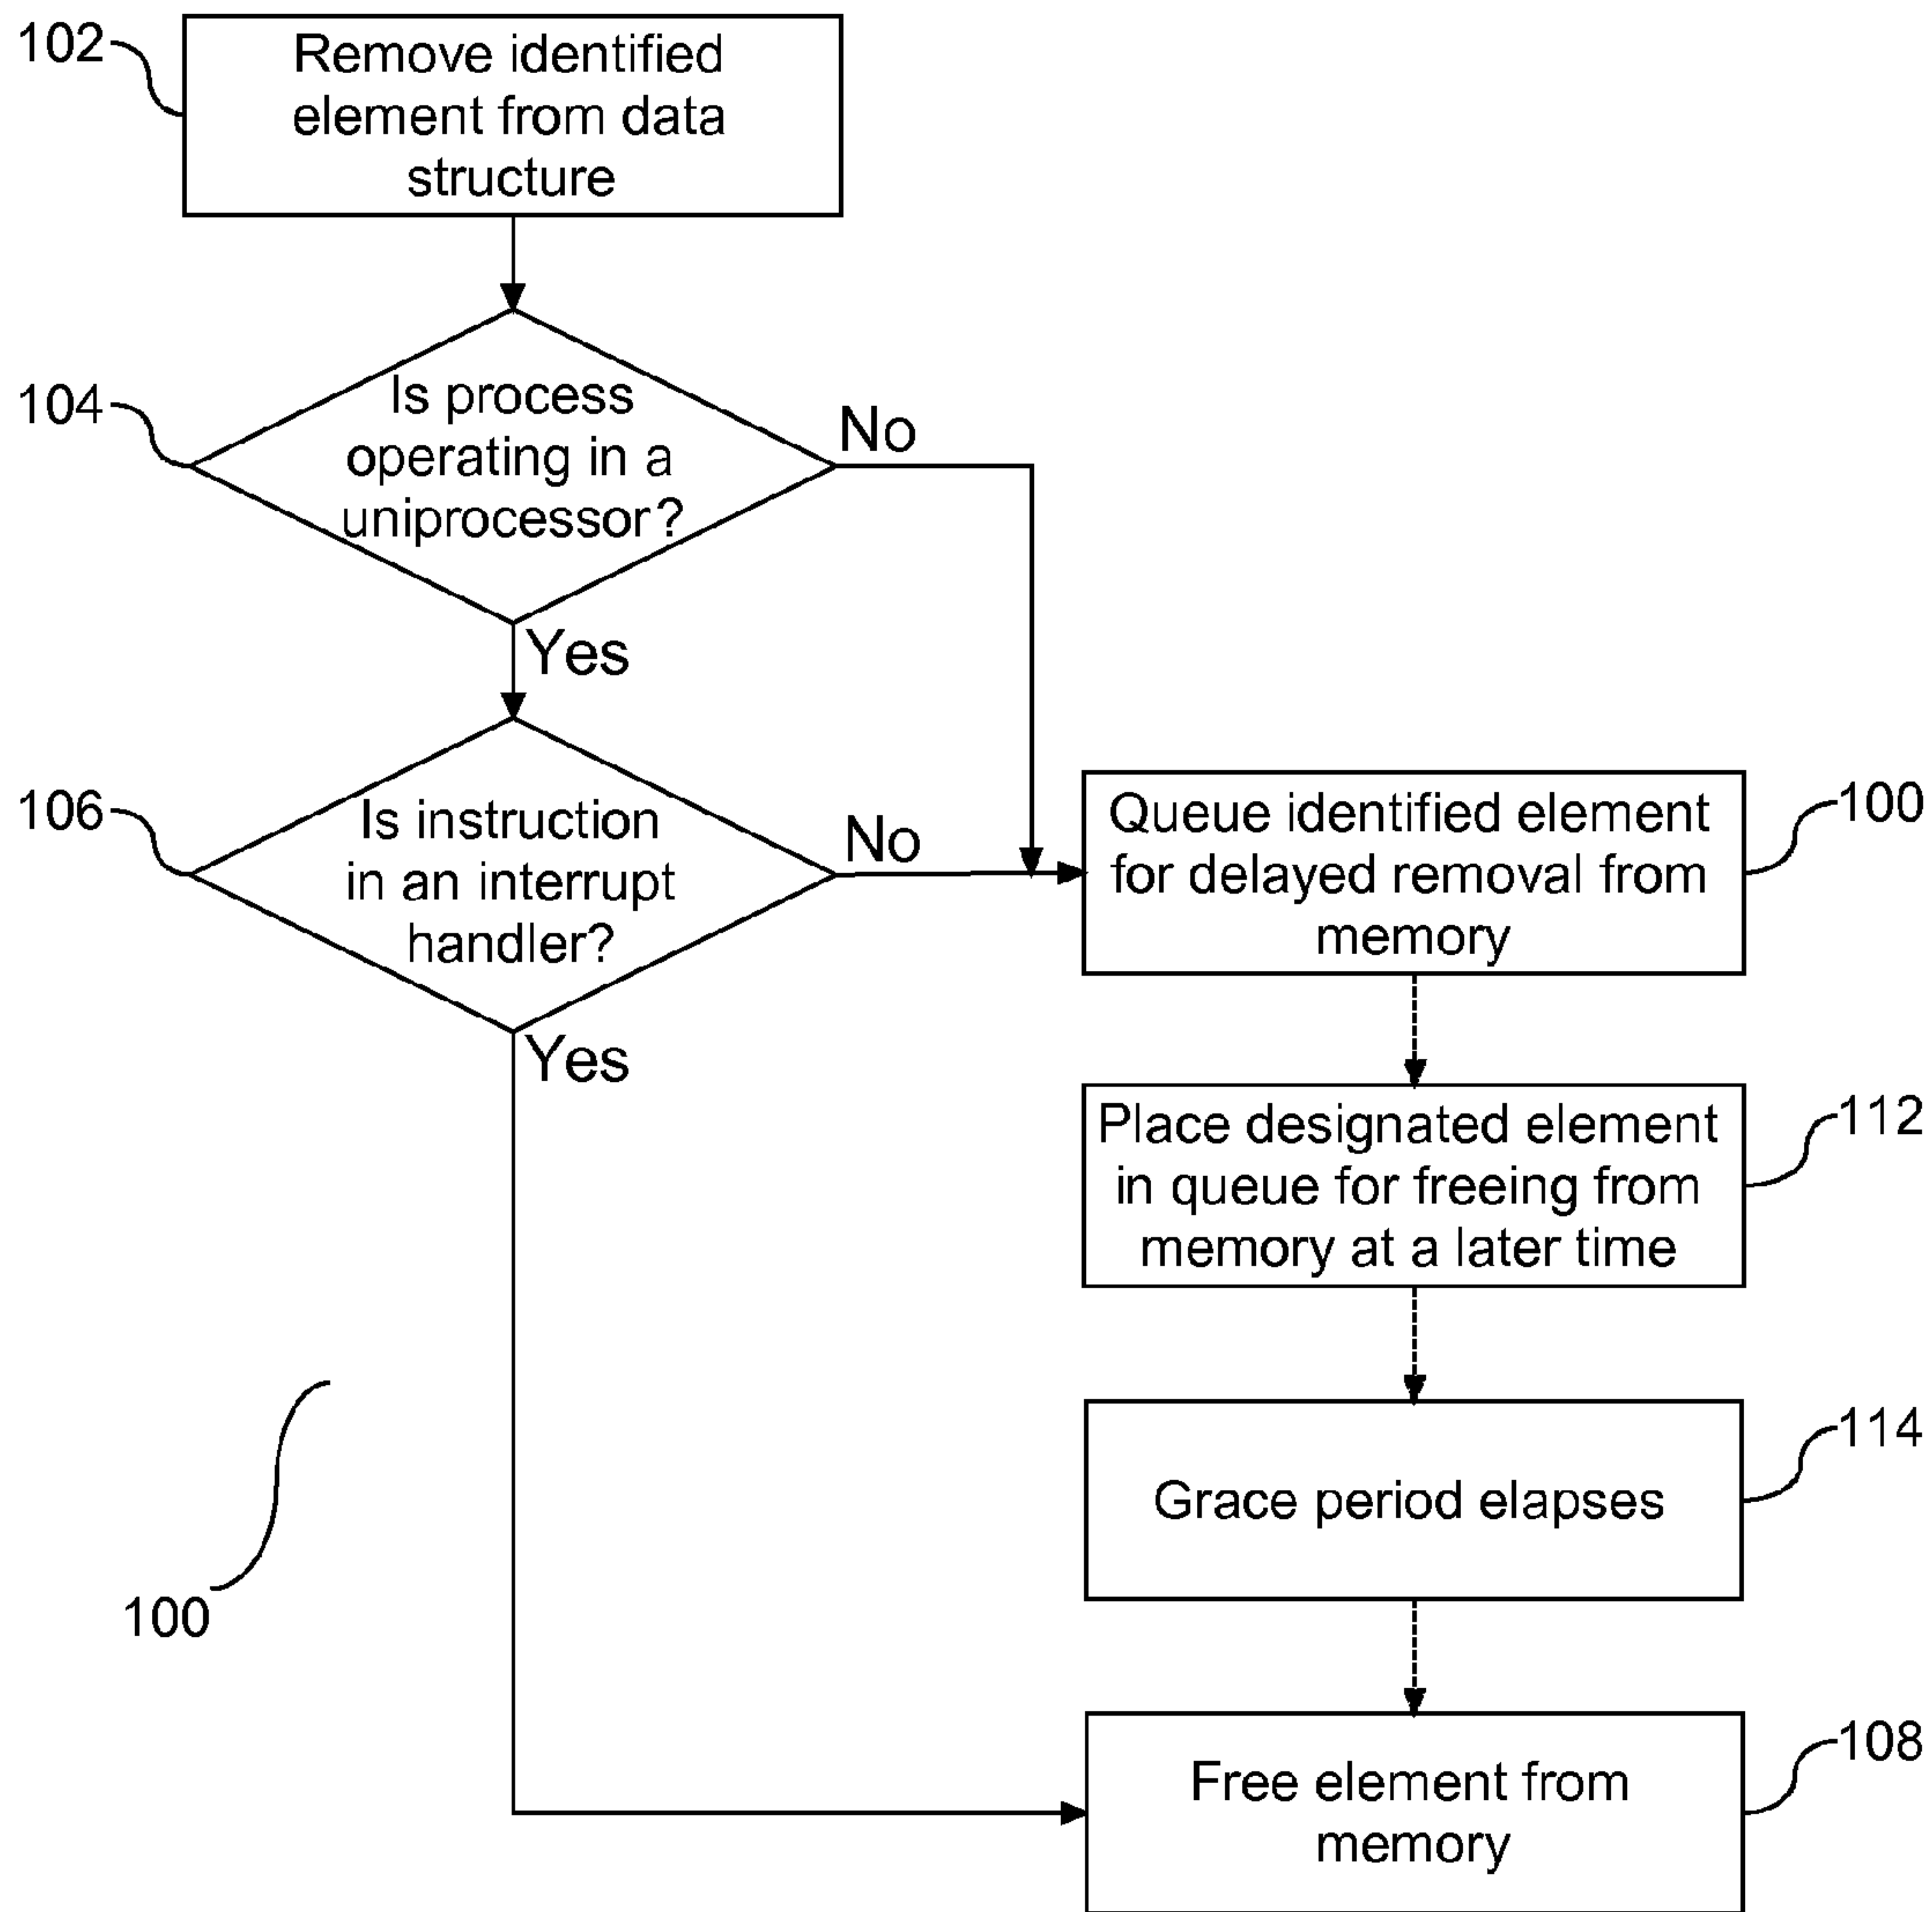 102
Remove identified
element from data
structure
104
Is process
operating in a
uniprocessor?
No
Yes
106
Is instruction
in an interrupt
handler?
No
Yes
100
Queue identified element
for delayed removal from
memory
112
Place designated element
in queue for freeing from
memory at a later time
114
Grace period elapses
100
108
Free element from
memory